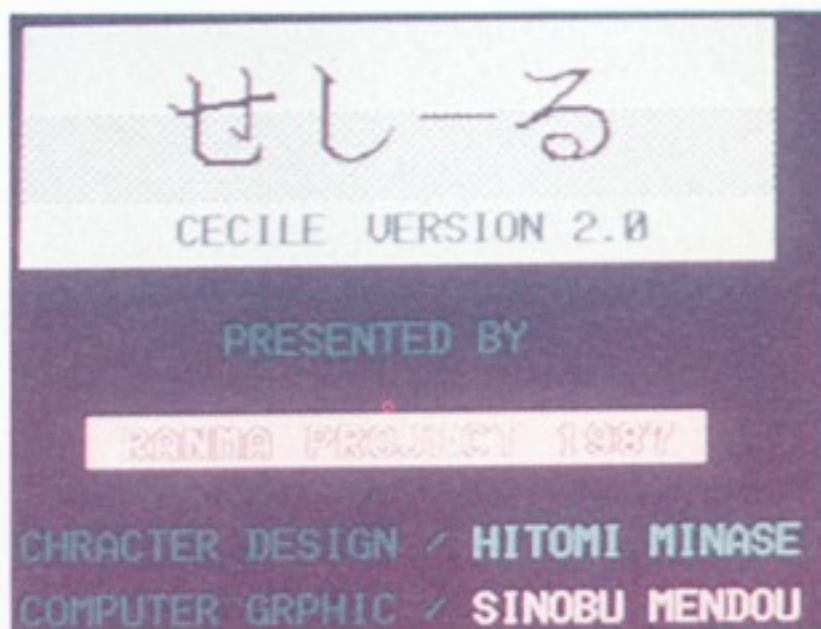 せしーる
CECILE VERSION 2.0
PRESENTED BY
RANMA PROJECT 1987
CHRACTER DESIGN / HITOMI MINASE
COMPUTER GRPHIC / SINOBU MENDOU